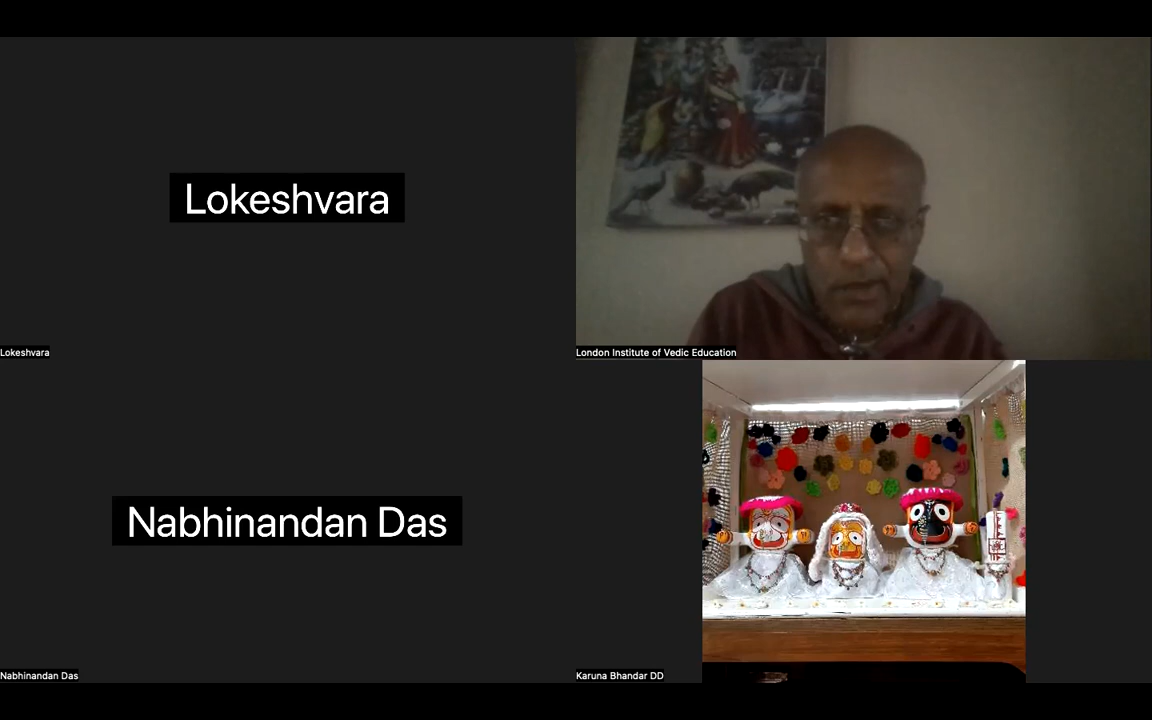 Lokeshvara
Lokeshvara
London Institute of Vedic Education
Nabhinandan Das
Nabhinandan Das
Karuna Bhandar DD